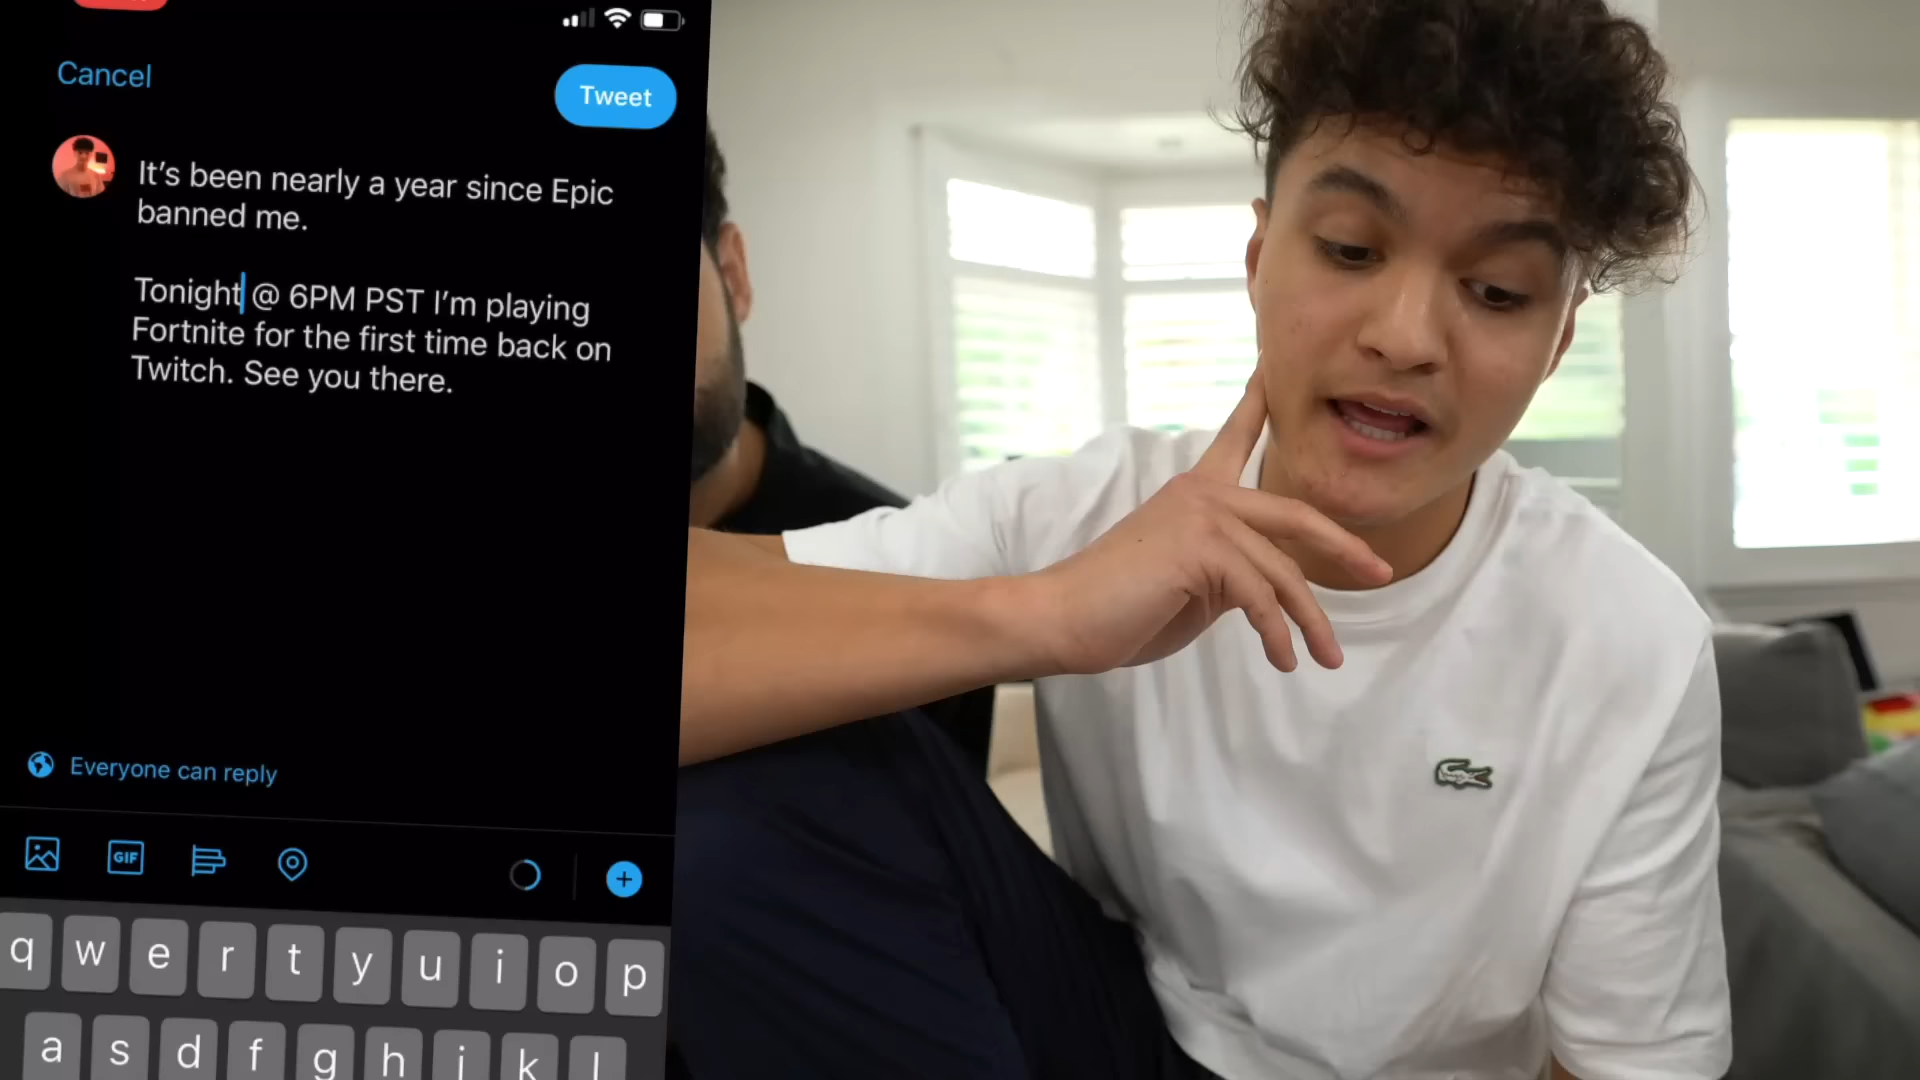 Cancel
Tweet
It’s been nearly a year since Epic
banned me.
Tonight @ 6PM PST I’m playing
Fortnite for the first time back on
Twitch. See you there.
Everyone can reply
GIF
q w e r t y u i o p
a s d f g h j k l